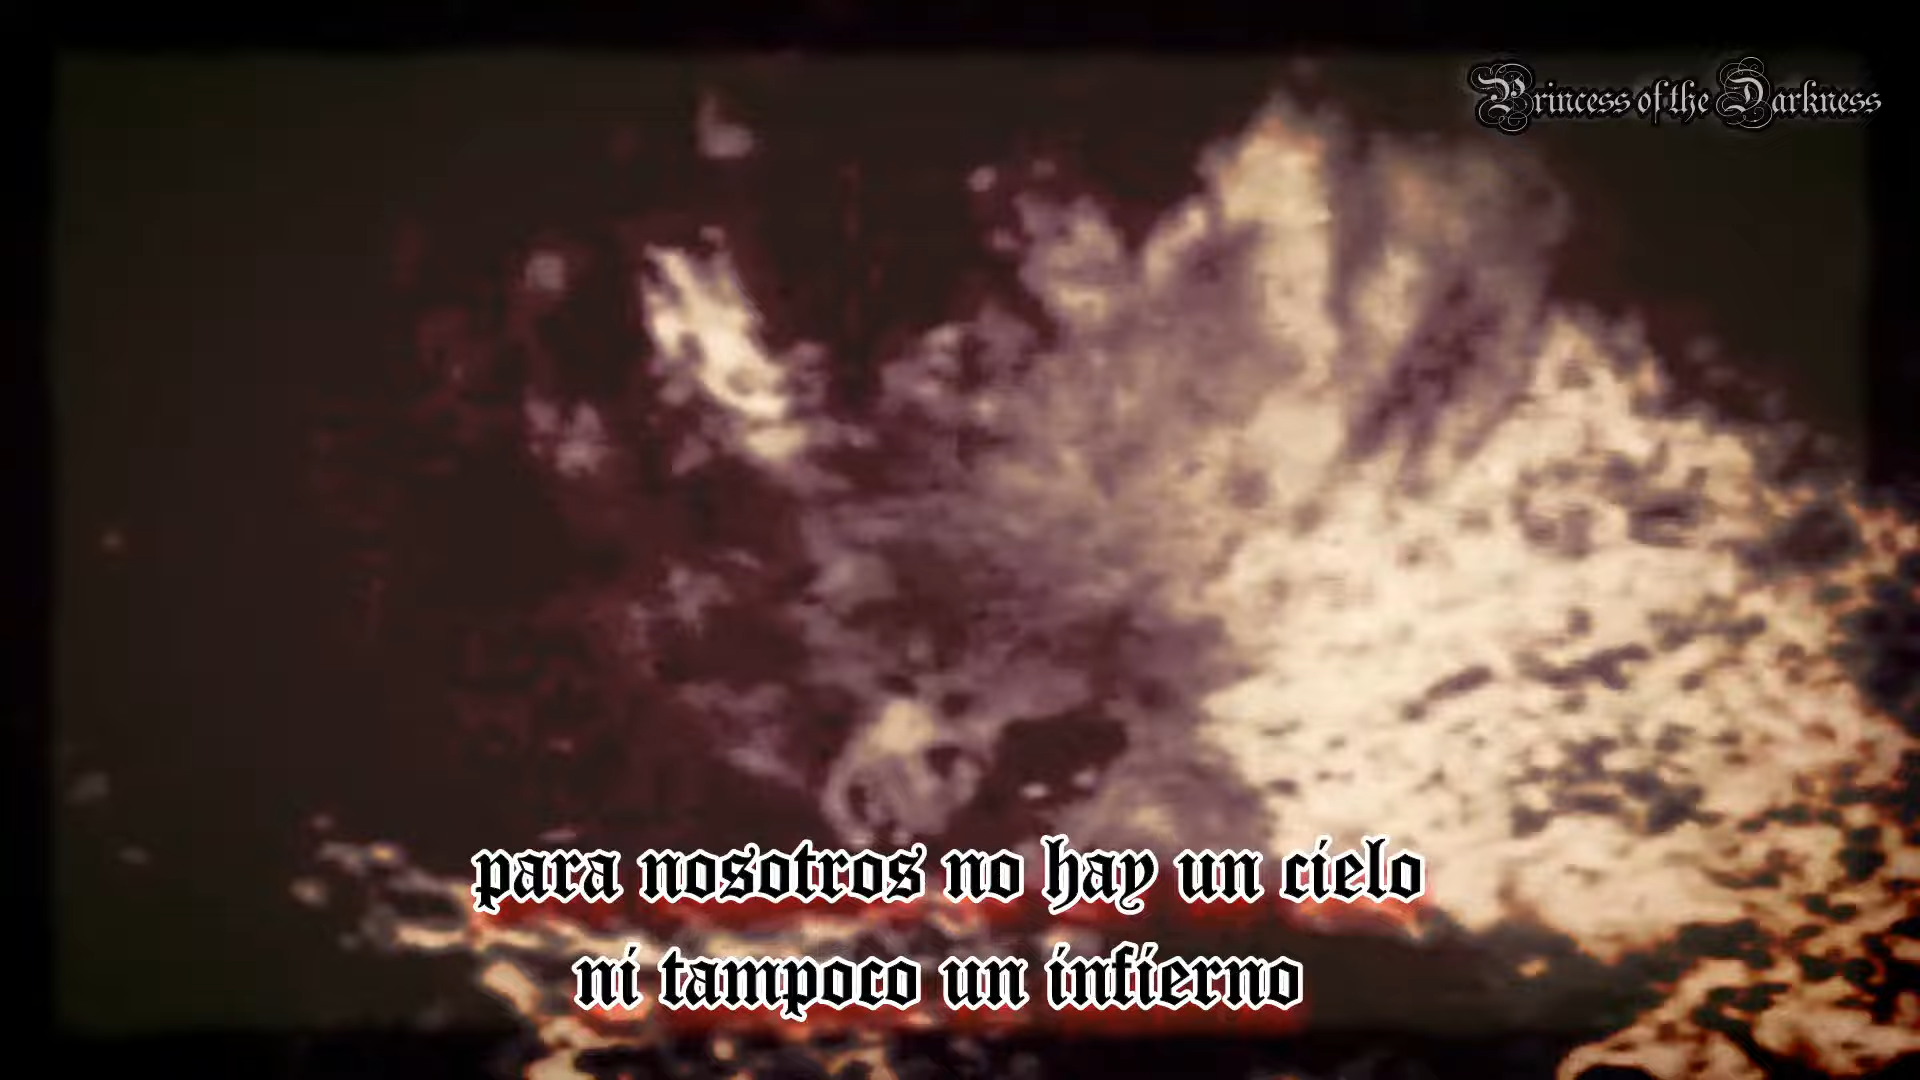 Princess of the Darkness
para nosotros no hay un cielo
ni tampoco un infierno